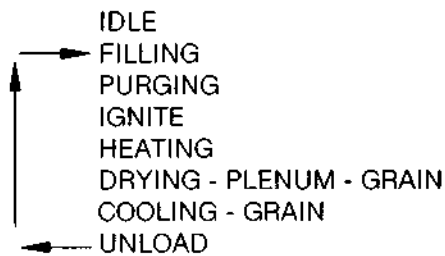 IDLE
FILLING
PURGING
IGNITE
HEATING
DRYING - PLENUM - GRAIN
COOLING - GRAIN
UNLOAD